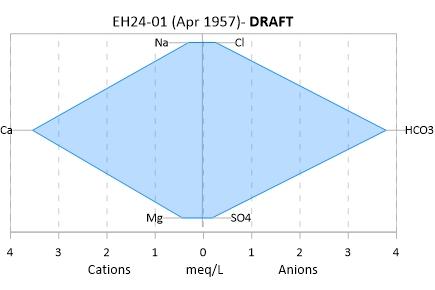 EH24-01 (Apr 1957)- DRAFT
Na Cl
Ca HCO3
Mg SO4
4 3 2 1 0 1 2 3 4
Cations meq/L Anions